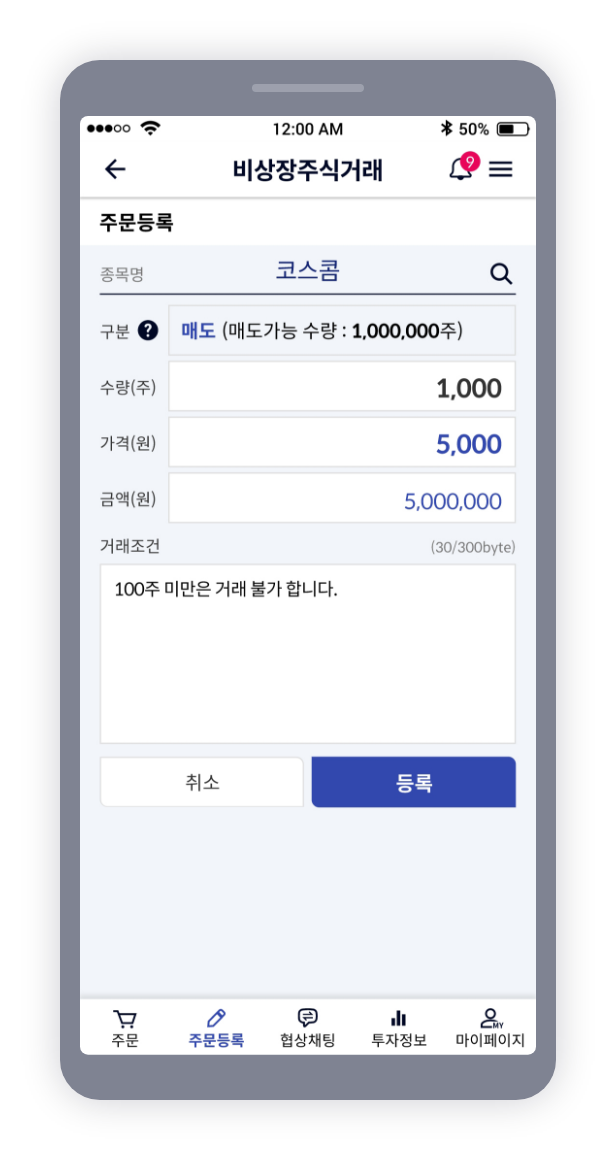 12:00 AM 50%
비상장주식거래 9
주문등록
종목명 코스콤
구분 ? 매도 (매도가능 수량 : 1,000,000주)
수량(주) 1,000
가격(원) 5,000
금액(원) 5,000,000
거래조건 (30/300byte)
100주 미만은 거래 불가 합니다.
취소 등록
MY
주문 주문등록 협상채팅 투자정보 마이페이지